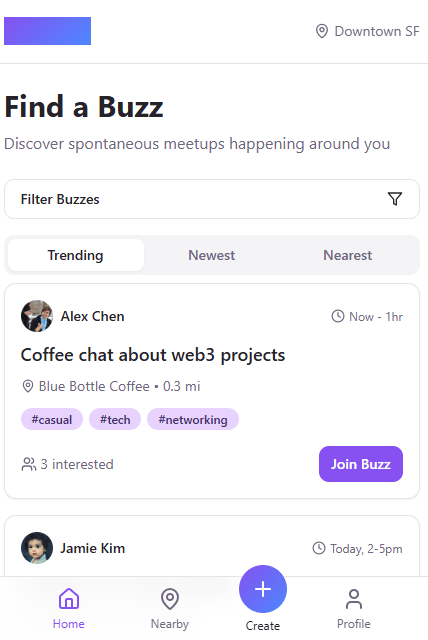 Downtown SF
Find a Buzz
Discover spontaneous meetups happening around you
Filter Buzzes
Trending Newest Nearest
Alex Chen Now - 1hr
Coffee chat about web3 projects
Blue Bottle Coffee • 0.3 mi
#casual #tech #networking
3 interested Join Buzz
Jamie Kim Today, 2-5pm
Home Nearby Create Profile